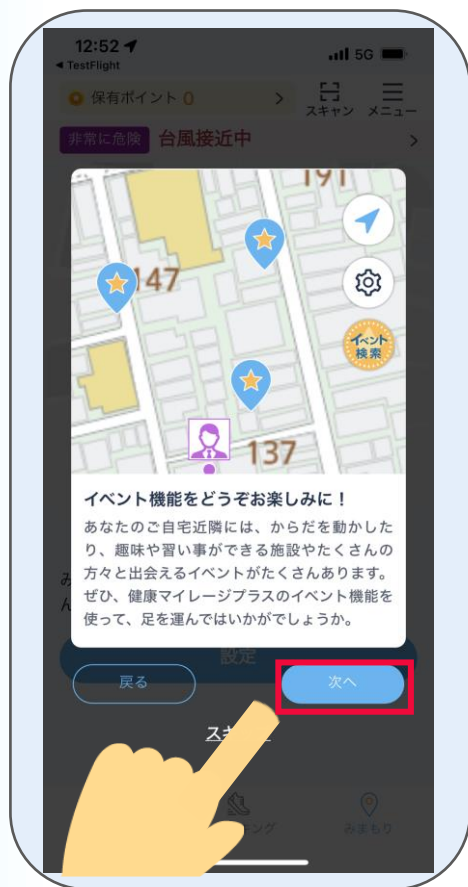 12:52
5G
◀ TestFlight
保有ポイント 0 >
スキャン メニュー
非常に危険 台風接近中 >
191
147
イベント
検索
137
イベント機能をどうぞお楽しみに！
あなたのご自宅近隣には、からだを動かした
り、趣味や習い事ができる施設やたくさんの
方々と出会えるイベントがたくさんあります。
ぜひ、健康マイレージプラスのイベント機能を
使って、足を運んではいかがでしょうか。
み
ん
設定
戻る 次へ
スキ
みまもり